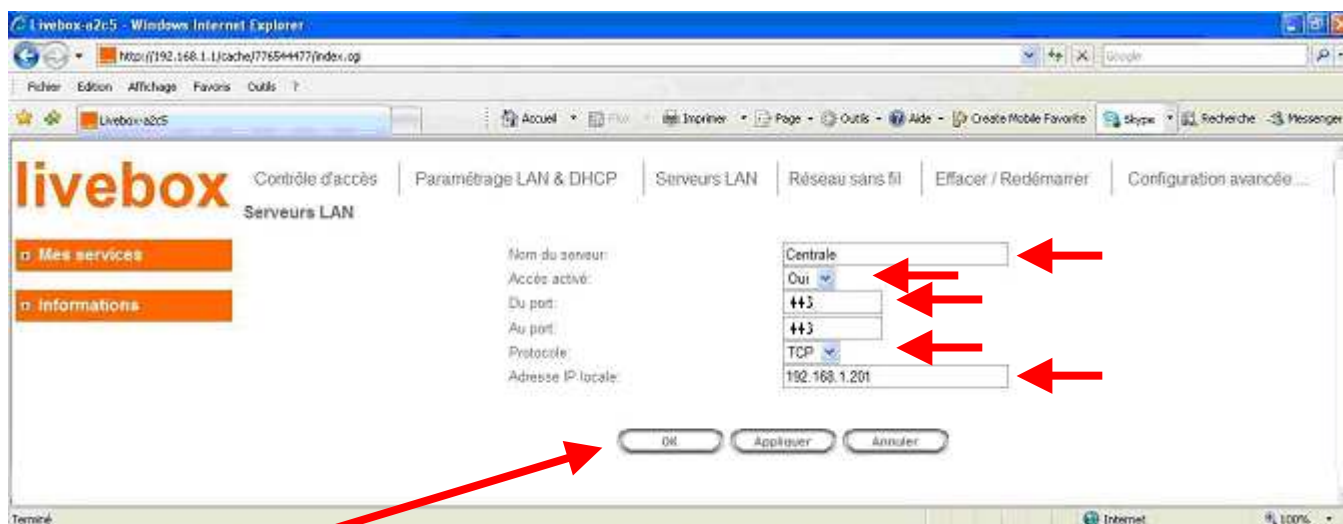 Livebox-a2c5 - Windows Internet Explorer
http://192.168.1.1/cache/776544477/index.cgi
Google
Fichier Edition Affichage Favoris Outils ?
Livebox-a2c5
Accueil Flux Imprimer Page Outils Aide Create Mobile Favorite Skype Recherche Messenger
livebox
Contrôle d'accès Paramétrage LAN & DHCP Serveurs LAN Réseau sans fil Effacer / Redémarrer Configuration avancée ...
Serveurs LAN
Mes services
Informations
Nom du serveur: Centrale
Accès activé: Oui
Du port: 443
Au port: 443
Protocole: TCP
Adresse IP locale: 192.168.1.201
OK Appliquer Annuler
Terminé Internet 100%